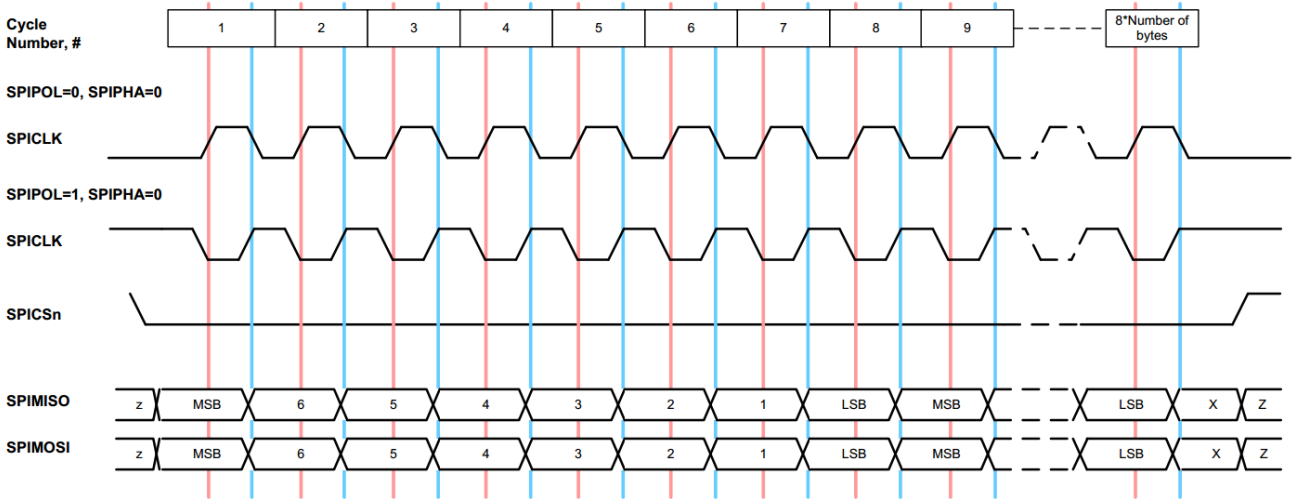 Cycle
Number, #
1 2 3 4 5 6 7 8 9
8*Number of
bytes
SPIPOL=0, SPIPHA=0
SPICLK
SPIPOL=1, SPIPHA=0
SPICLK
SPICSn
SPIMISO z MSB 6 5 4 3 2 1 LSB MSB LSB X Z
SPIMOSI z MSB 6 5 4 3 2 1 LSB MSB LSB X Z